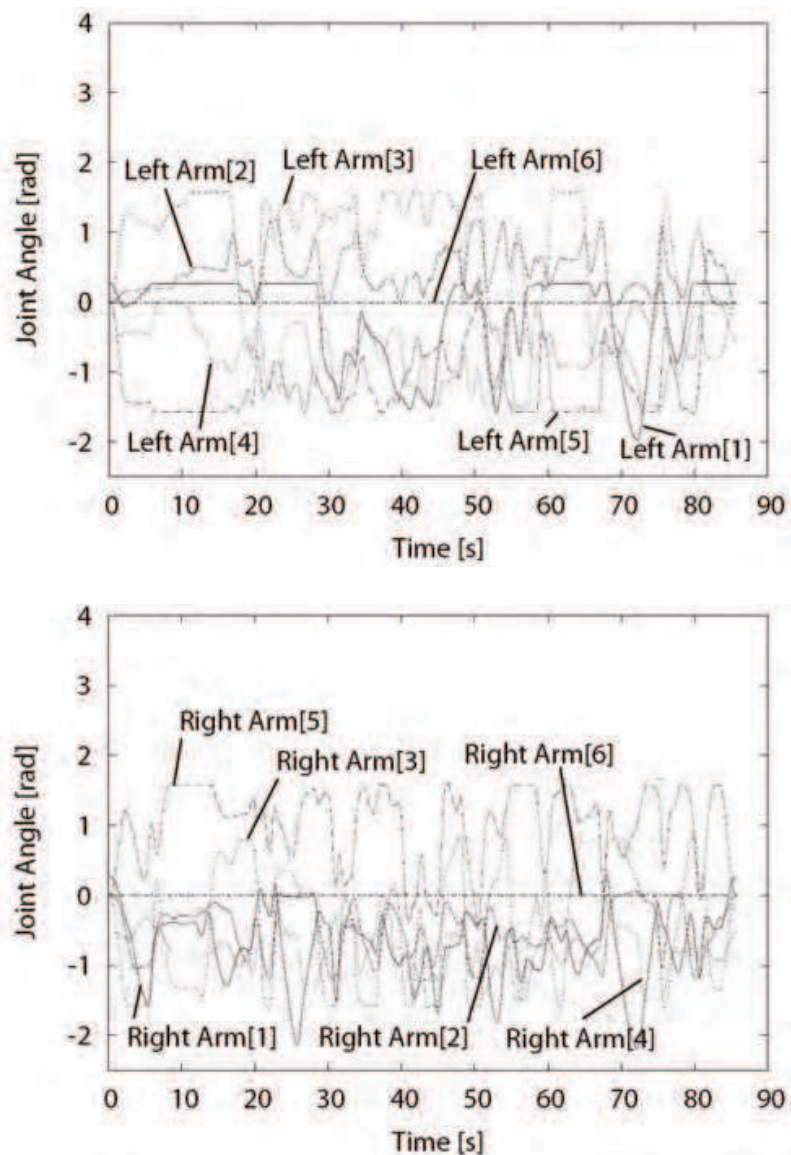 4
3
2
1
0
-1
-2
Joint Angle [rad]
Left Arm[2]
Left Arm[3]
Left Arm[6]
Left Arm[4]
Left Arm[5]
Left Arm[1]
0 10 20 30 40 50 60 70 80 90
Time [s]
4
3
2
1
0
-1
-2
Joint Angle [rad]
Right Arm[5]
Right Arm[3]
Right Arm[6]
Right Arm[1]
Right Arm[2]
Right Arm[4]
0 10 20 30 40 50 60 70 80 90
Time [s]